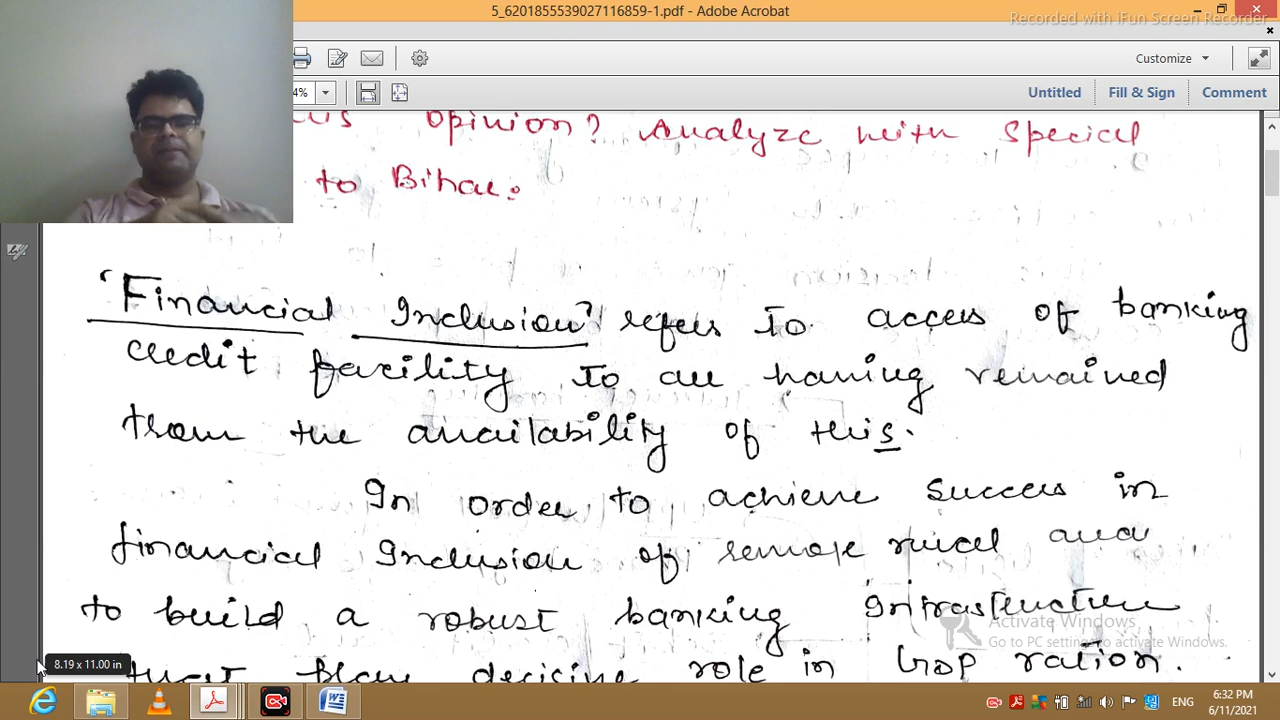 5_6201855539027116859-1.pdf - Adobe Acrobat
Recorded with iFun Screen Recorder
Customize
4%
Untitled
Fill & Sign
Comment
opinion? Analyze with special
to Bihar.
'Financial Inclusion' refers to access of banking
credit facility to all having remained
from the availability of this.
In order to achieve success in
financial Inclusion of remote rural
to build a robust banking Infrastructure
decisive role in ration.
Activate Windows
Go to PC settings to activate Windows.
8.19 x 11.00 in
ENG
6:32 PM
6/11/2021